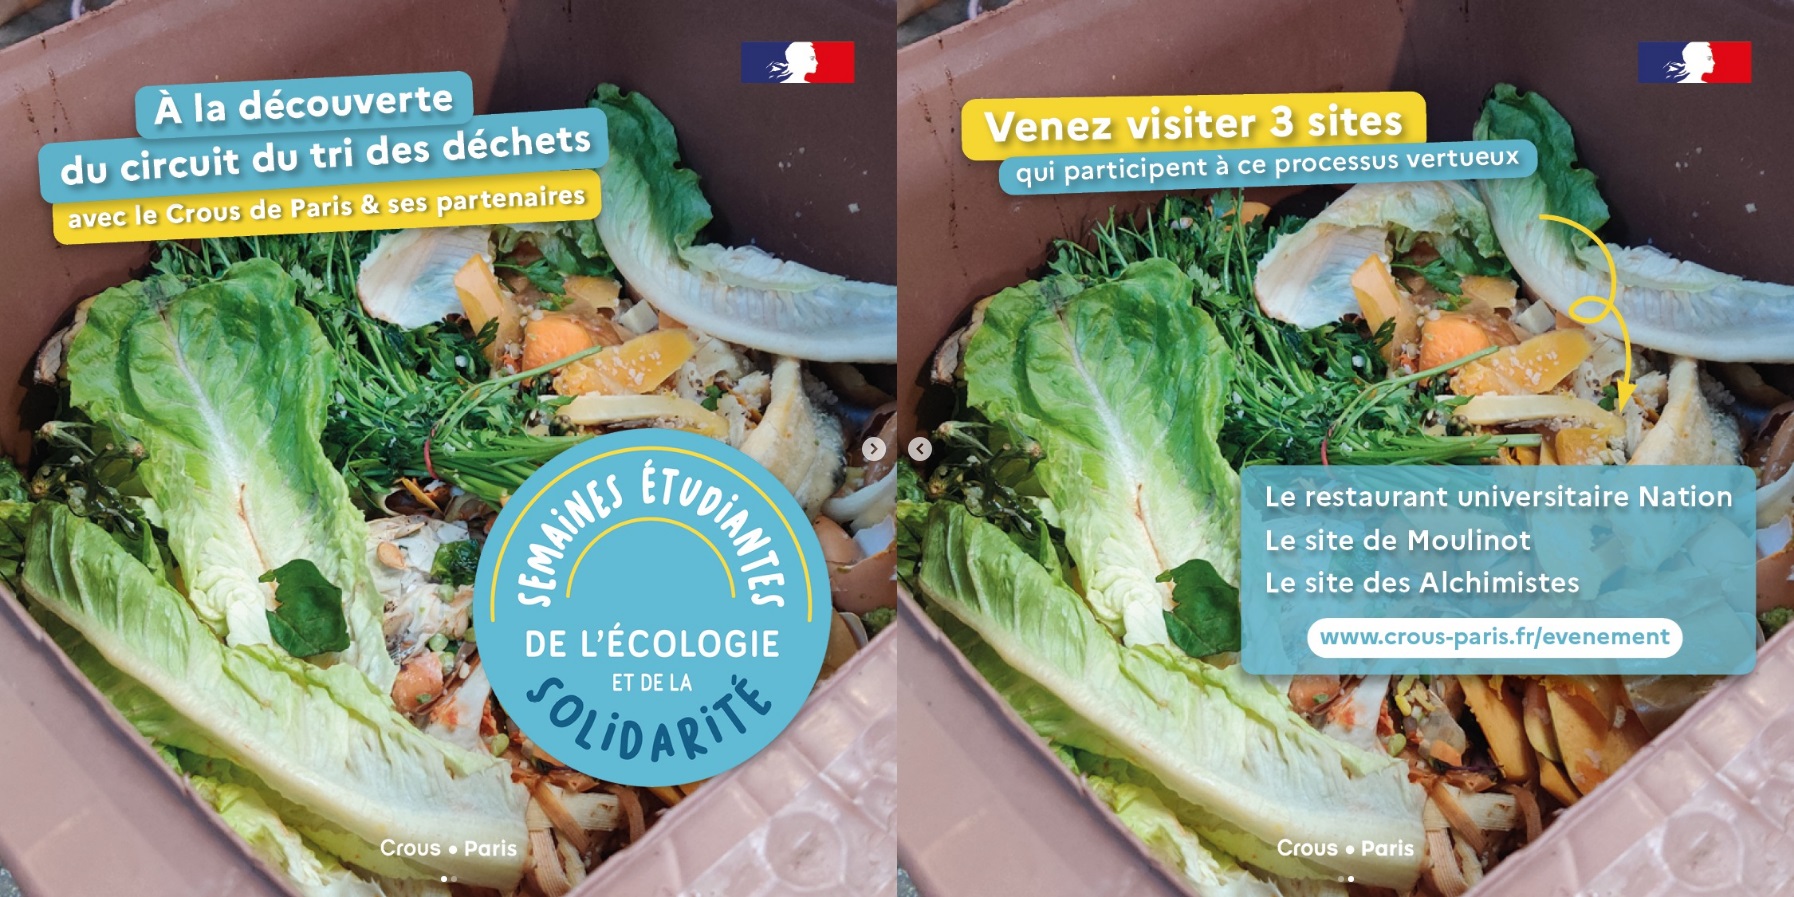 À la découverte
du circuit du tri des déchets
avec le Crous de Paris & ses partenaires
SEMAiNES ÉTUDiANTES
DE L'ÉCOLOGIE
ET DE LA
SOLiDARiTÉ
Crous • Paris
Venez visiter 3 sites
qui participent à ce processus vertueux
Le restaurant universitaire Nation
Le site de Moulinot
Le site des Alchimistes
www.crous-paris.fr/evenement
Crous • Paris